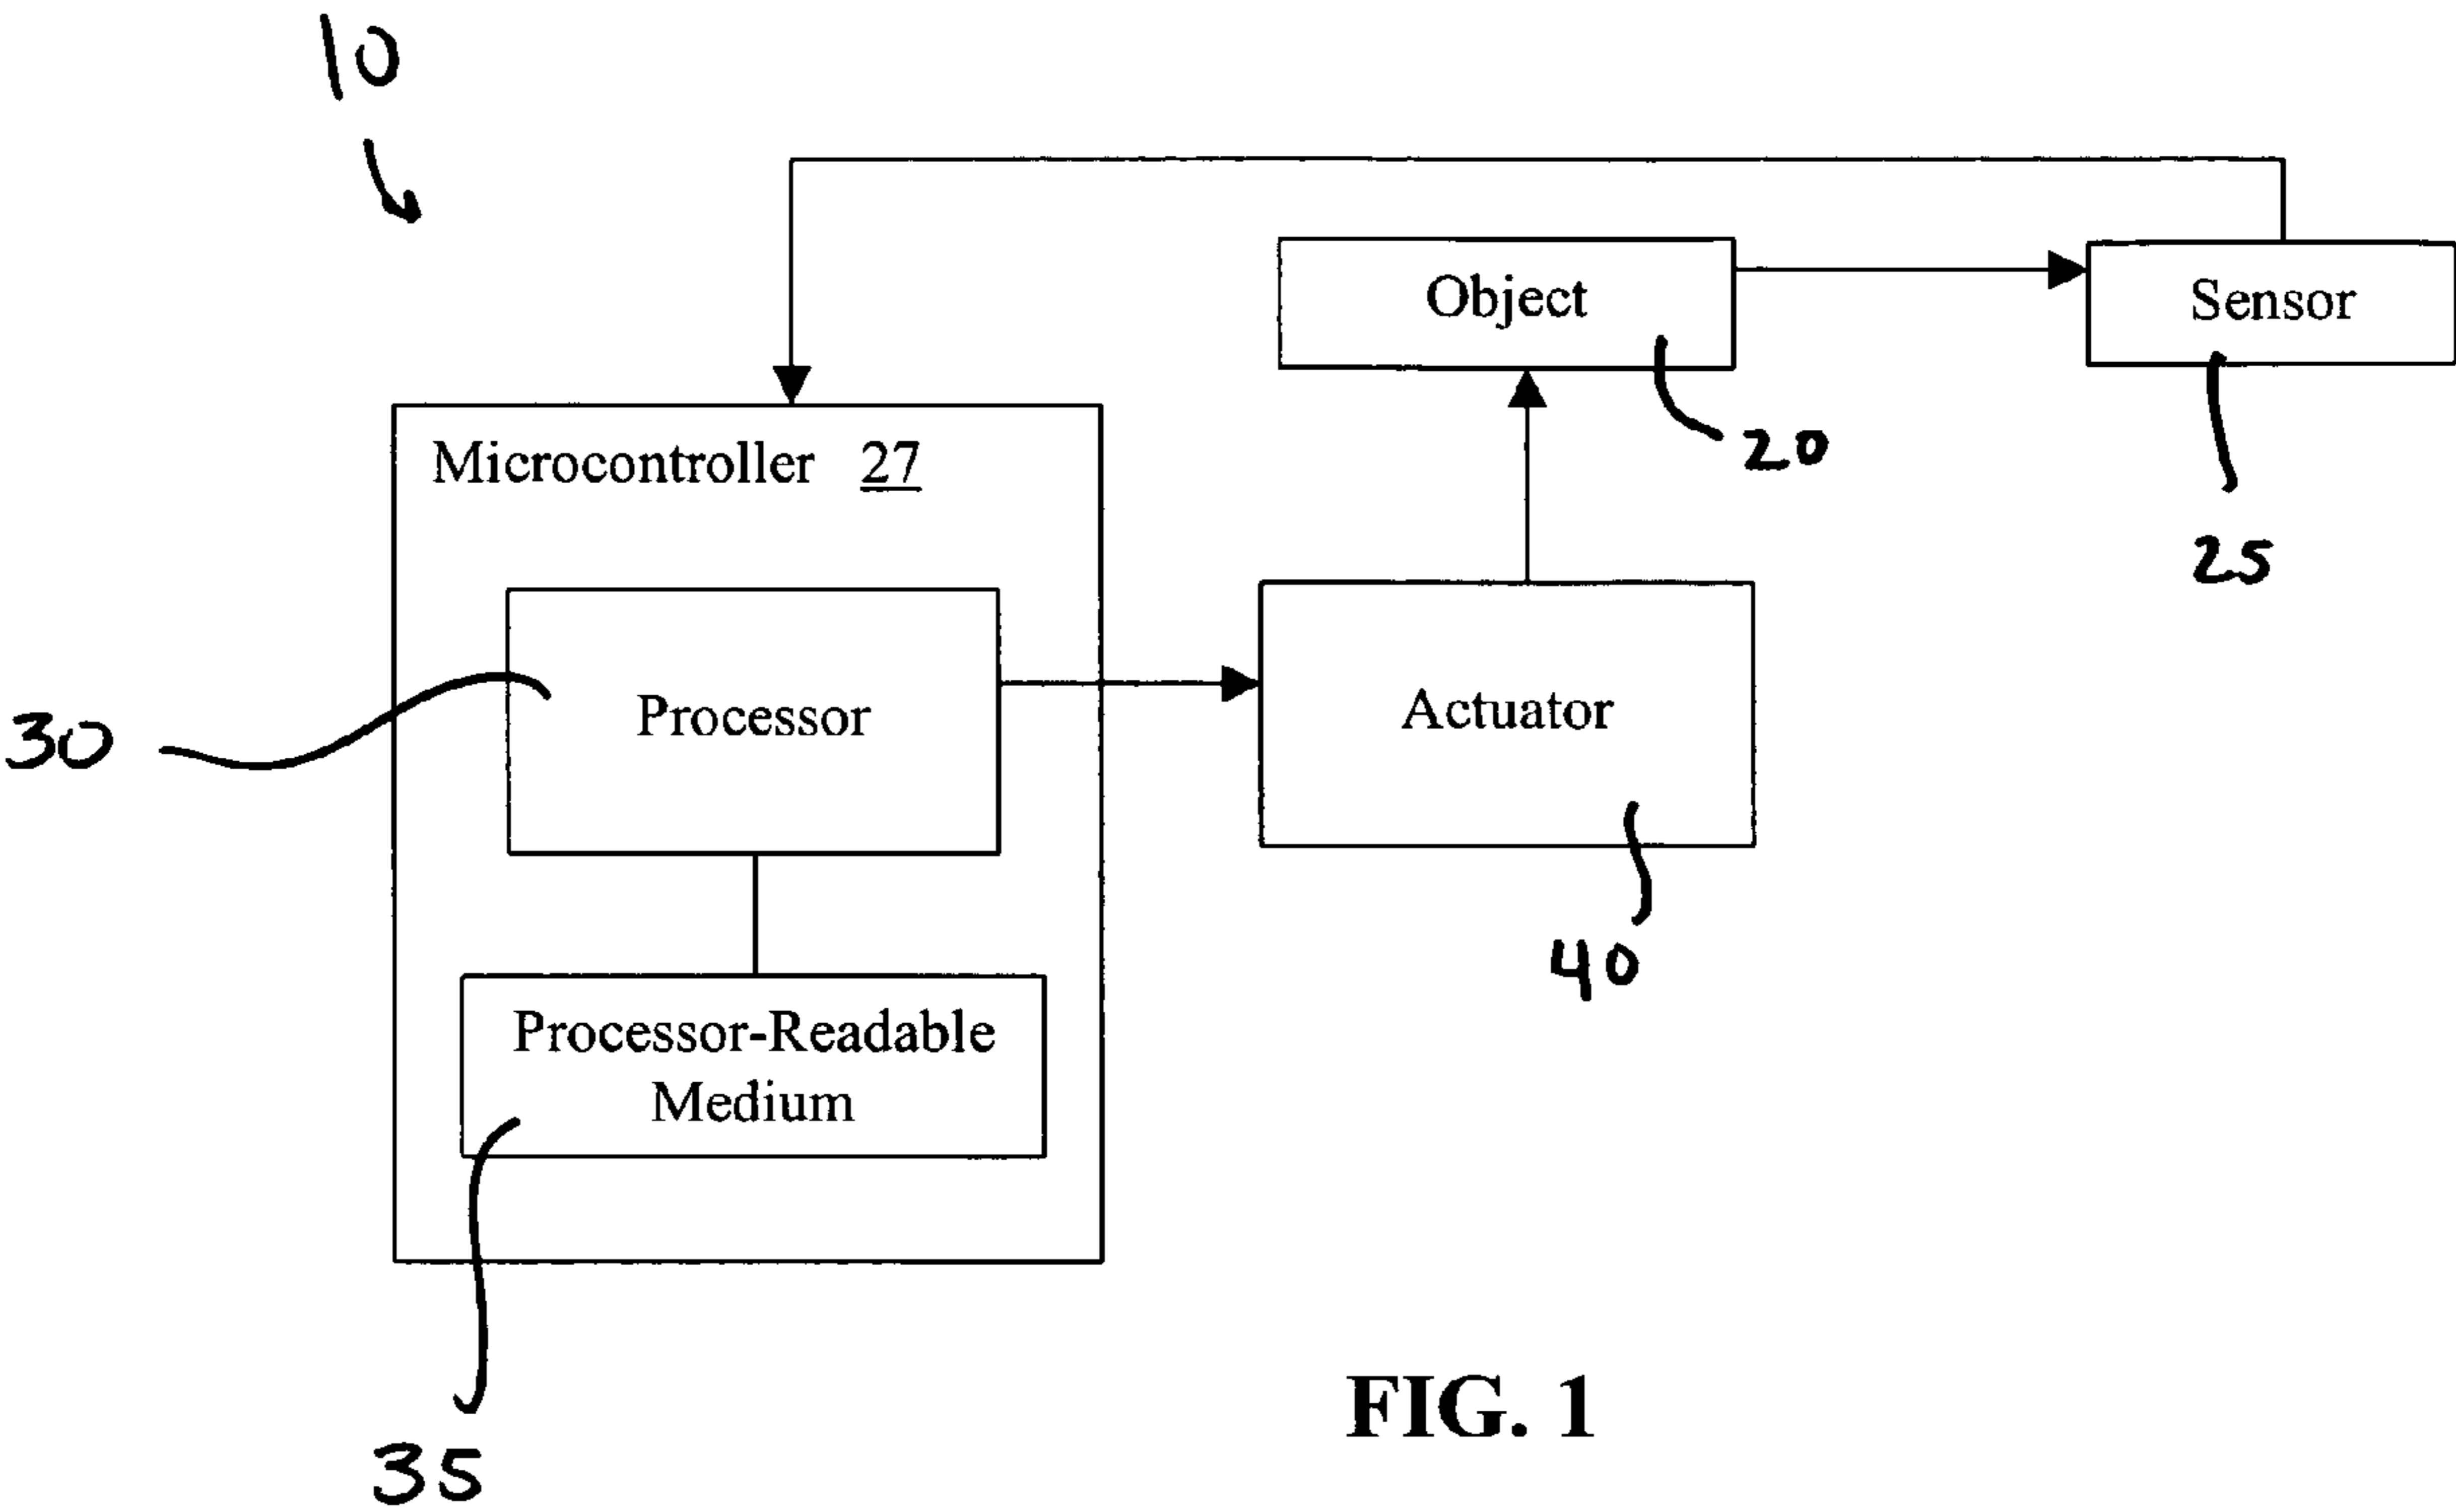 10
Object
Sensor
20
Microcontroller 27
25
Processor
Actuator
30
40
Processor-Readable
Medium
35
FIG. 1